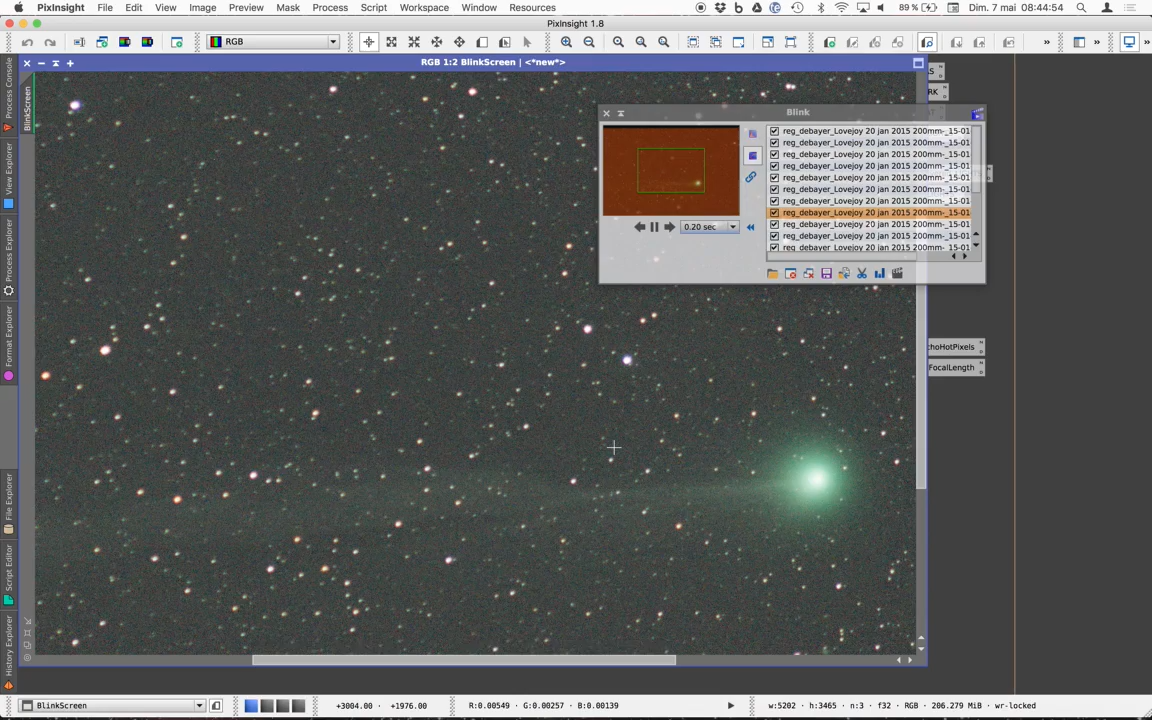 PixInsight File Edit View Image Preview Mask Process Script Workspace Window Resources 89 % Dim. 7 mai 08:44:54
PixInsight 1.8
RGB
RGB 1:2 BlinkScreen | <*new*>
Process Console
View Explorer
Process Explorer
Format Explorer
File Explorer
Script Editor
History Explorer
BlinkScreen
Blink
reg_debayer_Lovejoy 20 jan 2015 200mm-_15-01
reg_debayer_Lovejoy 20 jan 2015 200mm-_15-01
reg_debayer_Lovejoy 20 jan 2015 200mm-_15-01
reg_debayer_Lovejoy 20 jan 2015 200mm-_15-01
reg_debayer_Lovejoy 20 jan 2015 200mm-_15-01
reg_debayer_Lovejoy 20 jan 2015 200mm-_15-01
reg_debayer_Lovejoy 20 jan 2015 200mm-_15-01
reg_debayer_Lovejoy 20 jan 2015 200mm-_15-01
reg_debayer_Lovejoy 20 jan 2015 200mm-_15-01
reg_debayer_Lovejoy 20 jan 2015 200mm-_15-01
reg_debayer_Lovejoy 20 jan 2015 200mm-_15-01
0.20 sec
choHotPixels
FocalLength
BlinkScreen +3004.00 · +1976.00 · R:0.00549 · G:0.00257 · B:0.00139 w:5202 · h:3465 · n:3 · f32 · RGB · 206.279 MiB · wr-locked